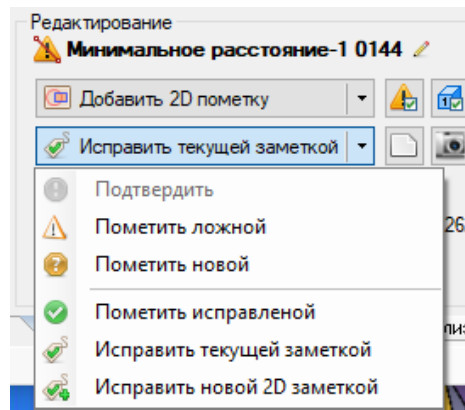 Редактирование
Минимальное расстояние-1 0144
Добавить 2D пометку
Исправить текущей заметкой
Подтвердить
Пометить ложной
26
Пометить новой
Пометить исправленой
Исправить текущей заметкой
Исправить новой 2D заметкой